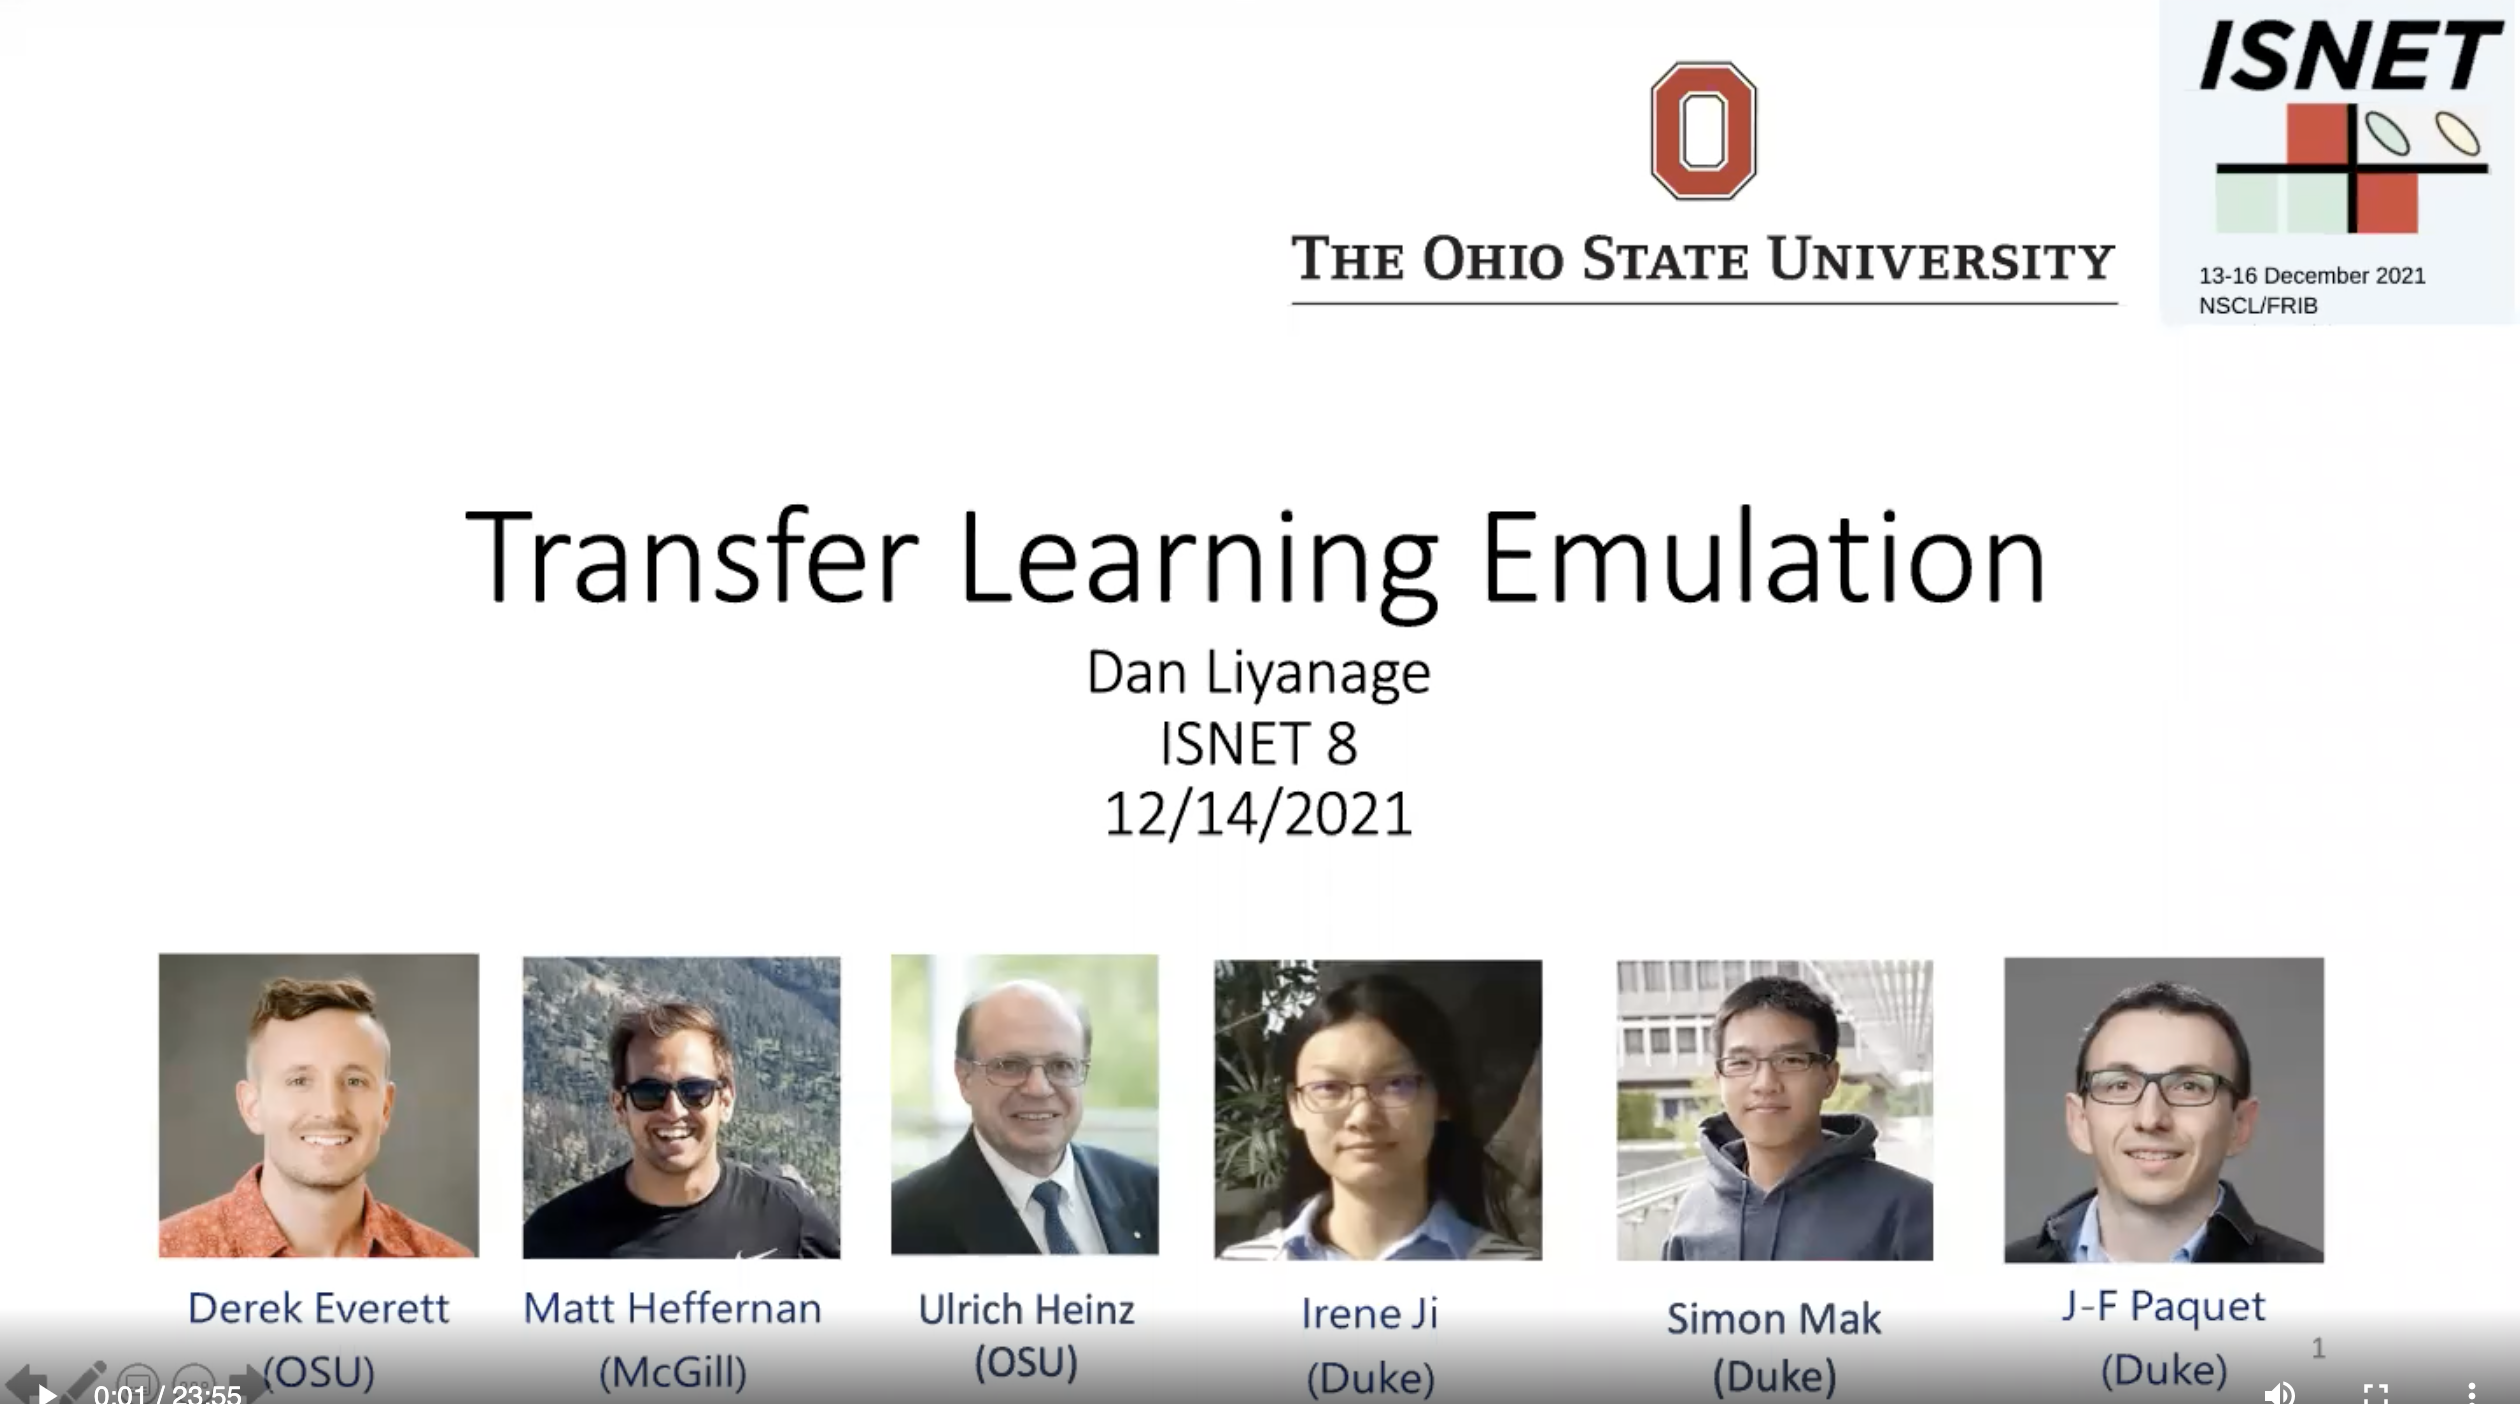 ISNET
THE OHIO STATE UNIVERSITY
13-16 December 2021
NSCL/FRIB
Transfer Learning Emulation
Dan Liyanage
ISNET 8
12/14/2021
Derek Everett
(OSU)
Matt Heffernan
(McGill)
Ulrich Heinz
(OSU)
Irene Ji
(Duke)
Simon Mak
(Duke)
J-F Paquet
(Duke)
1
0:01 / 23:55